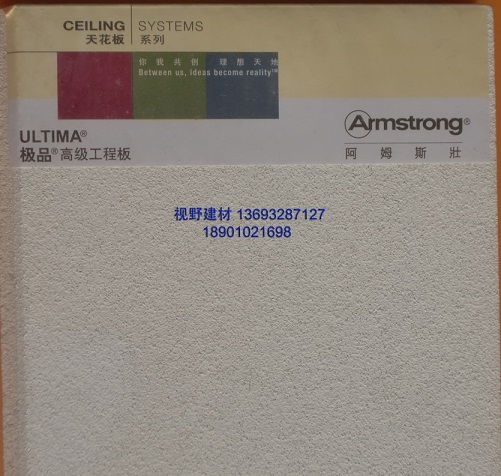 CEILING SYSTEMS
天花板 系列
你我共创 理想天地
Between us, ideas become reality™
ULTIMA®
极品®高级工程板
Armstrong®
阿姆斯壮
视野建材 13693287127
18901021698